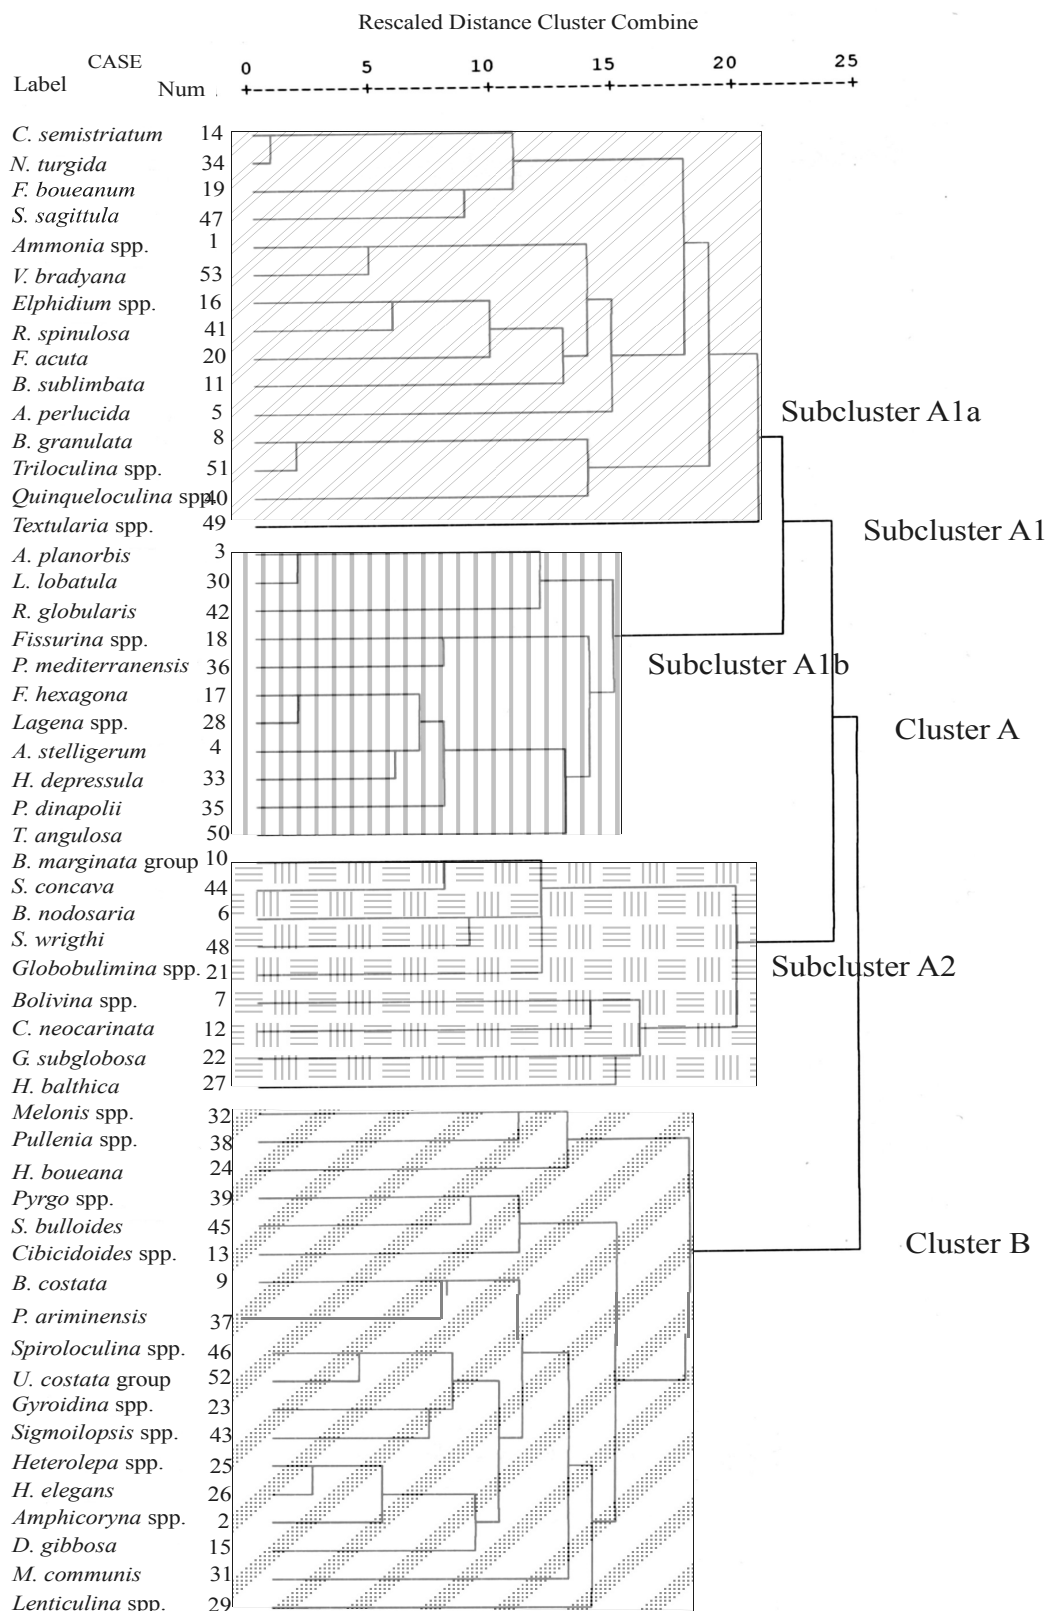 Rescaled Distance Cluster Combine
CASE
0 5 10 15 20 25
Label Num
C. semistriatum 14
N. turgida 34
F. boueanum 19
S. sagittula 47
Ammonia spp. 1
V. bradyana 53
Elphidium spp. 16
R. spinulosa 41
F. acuta 20
B. sublimbata 11
A. perlucida 5
Subcluster A1a
B. granulata 8
Triloculina spp. 51
Quinqueloculina spp. 40
Textularia spp. 49
Subcluster A1
A. planorbis 3
L. lobatula 30
R. globularis 42
Fissurina spp. 18
P. mediterranensis 36
Subcluster A1b
F. hexagona 17
Lagena spp. 28
Cluster A
A. stelligerum 4
H. depressula 33
P. dinapolii 35
T. angulosa 50
B. marginata group 10
S. concava 44
B. nodosaria 6
S. wrigthi 48
Globobulimina spp. 21
Subcluster A2
Bolivina spp. 7
C. neocarinata 12
G. subglobosa 22
H. balthica 27
Melonis spp. 32
Pullenia spp. 38
H. boueana 24
Pyrgo spp. 39
S. bulloides 45
Cluster B
Cibicidoides spp. 13
B. costata 9
P. ariminensis 37
Spiroloculina spp. 46
U. costata group 52
Gyroidina spp. 23
Sigmoilopsis spp. 43
Heterolepa spp. 25
H. elegans 26
Amphicoryna spp. 2
D. gibbosa 15
M. communis 31
Lenticulina spp. 29